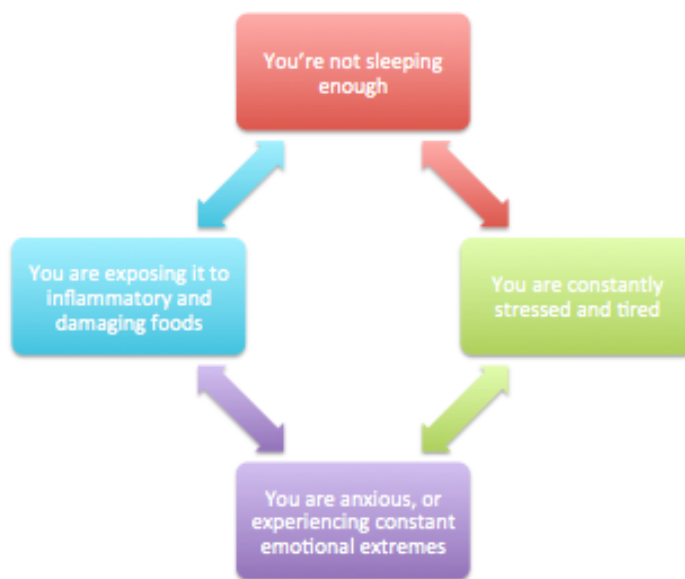 You’re not sleeping
enough
You are exposing it to
inflammatory and
damaging foods
You are constantly
stressed and tired
You are anxious, or
experiencing constant
emotional extremes